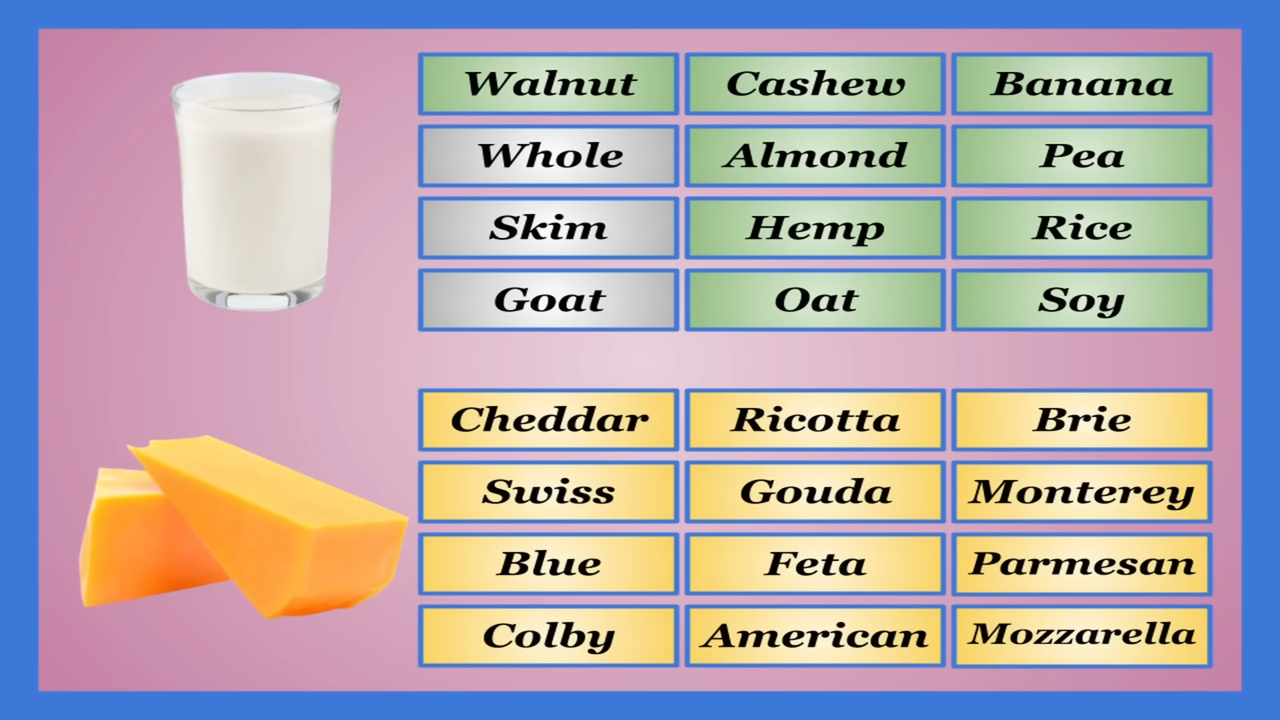 Walnut Cashew Banana
Whole Almond Pea
Skim Hemp Rice
Goat Oat Soy
Cheddar Ricotta Brie
Swiss Gouda Monterey
Blue Feta Parmesan
Colby American Mozzarella